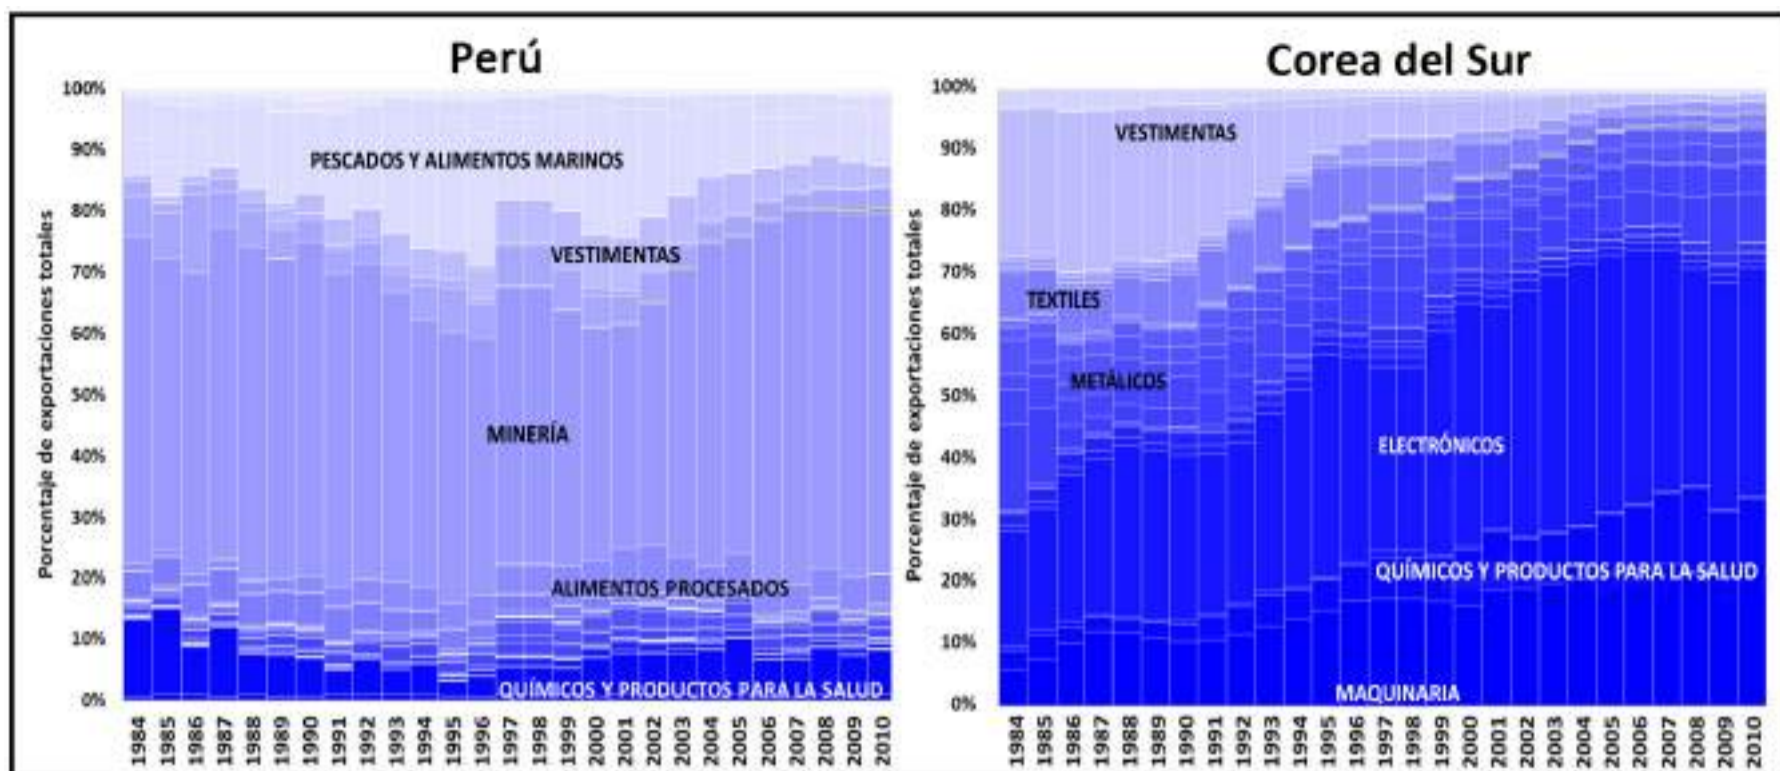 Perú
Porcentaje de exportaciones totales
100%
90%
80%
70%
60%
50%
40%
30%
20%
10%
0%
PESCADOS Y ALIMENTOS MARINOS
VESTIMENTAS
MINERÍA
ALIMENTOS PROCESADOS
QUÍMICOS Y PRODUCTOS PARA LA SALUD
1984 1985 1986 1987 1988 1989 1990 1991 1992 1993 1994 1995 1996 1997 1998 1999 2000 2001 2002 2003 2004 2005 2006 2007 2008 2009 2010
Corea del Sur
Porcentaje de exportaciones totales
100%
90%
80%
70%
60%
50%
40%
30%
20%
10%
0%
VESTIMENTAS
TEXTILES
METÀLICOS
ELECTRÓNICOS
QUÍMICOS Y PRODUCTOS PARA LA SALUD
MAQUINARIA
1984 1985 1986 1987 1988 1989 1990 1991 1992 1993 1994 1995 1996 1997 1998 1999 2000 2001 2002 2003 2004 2005 2006 2007 2008 2009 2010